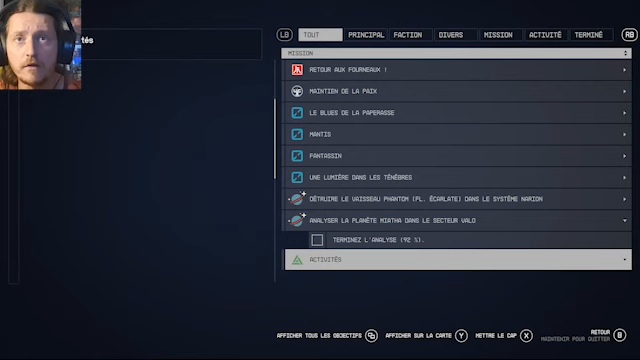 tés
LB
TOUT
PRINCIPAL
FACTION
DIVERS
MISSION
ACTIVITÉ
TERMINÉ
RB
MISSION
RETOUR AUX FOURNEAUX !
MAINTIEN DE LA PAIX
LE BLUES DE LA PAPERASSE
MANTIS
FANTASSIN
UNE LUMIÈRE DANS LES TÉNÈBRES
DÉTRUIRE LE VAISSEAU PHANTOM (FL. ÉCARLATE) DANS LE SYSTÈME NARION
ANALYSER LA PLANÈTE MIATHA DANS LE SECTEUR VALO
TERMINEZ L'ANALYSE (92 %).
ACTIVITÉS
AFFICHER TOUS LES OBJECTIFS
AFFICHER SUR LA CARTE Y
METTRE LE CAP X
RETOUR B
MAINTENIR POUR QUITTER